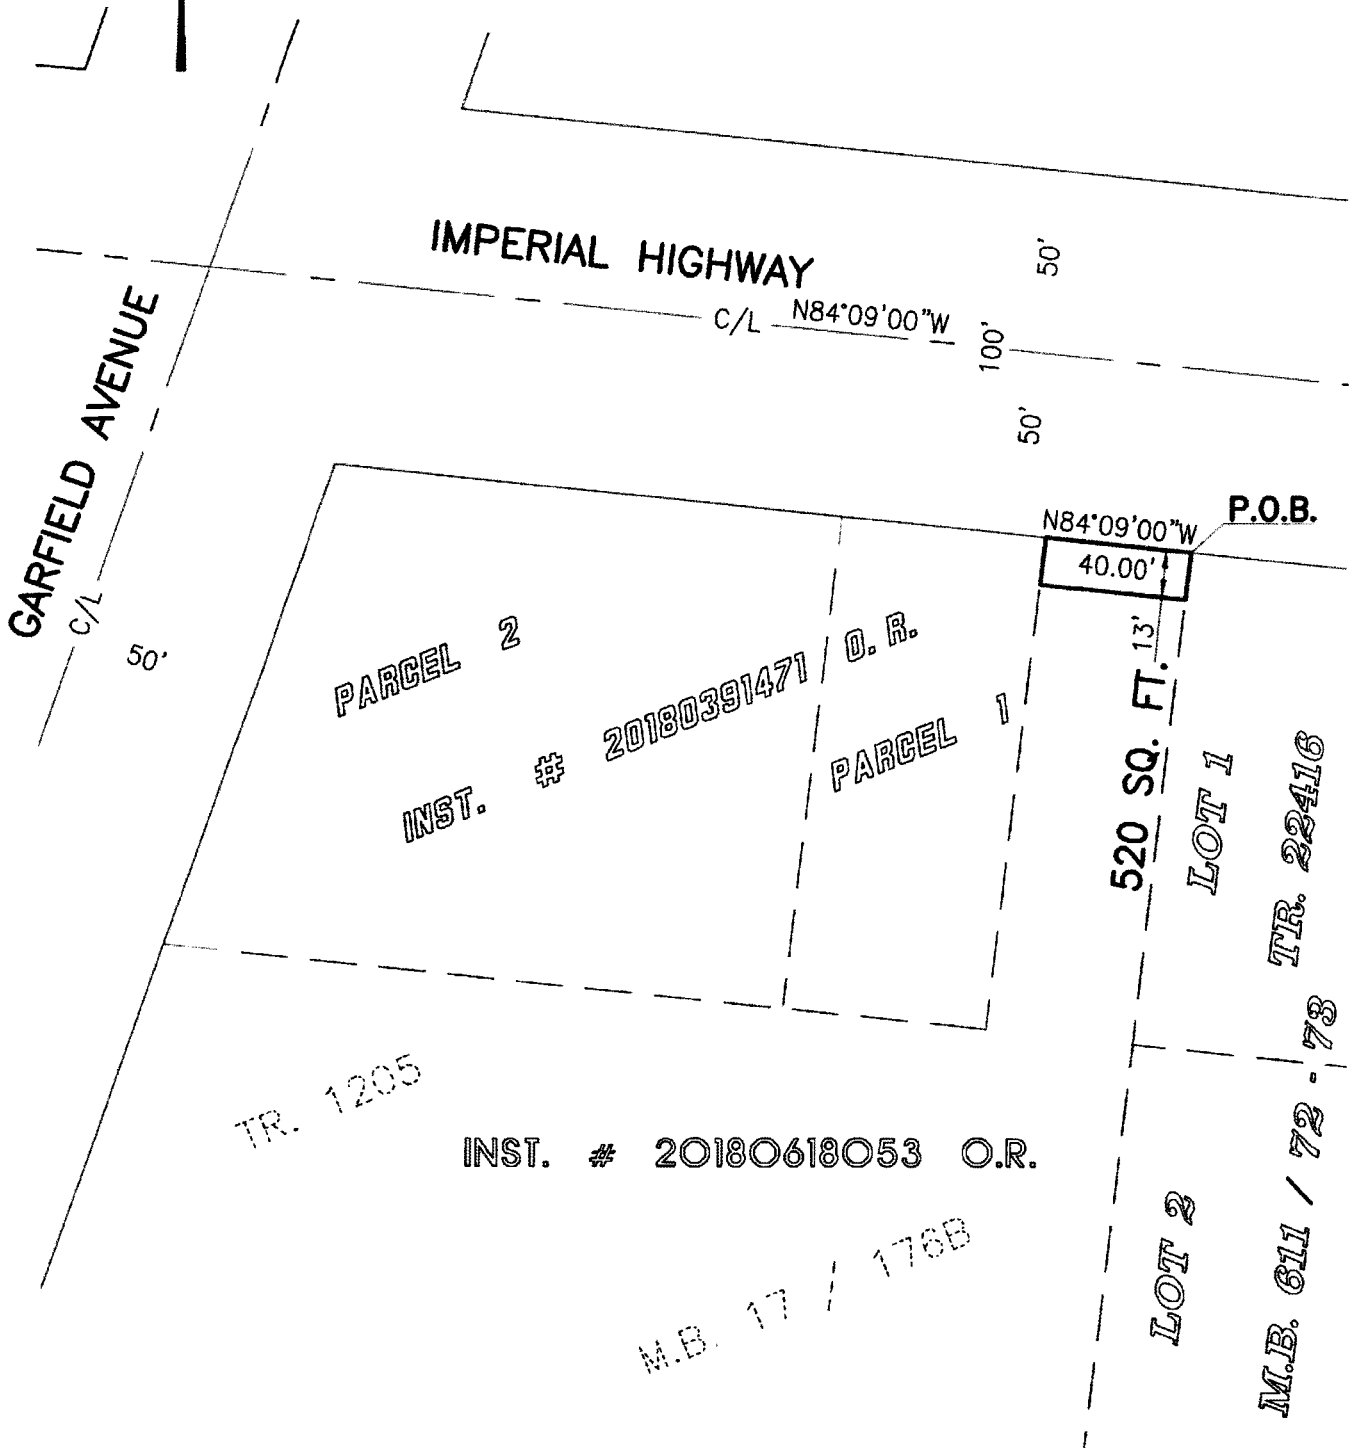 IMPERIAL HIGHWAY
C/L N84°09'00"W
50'
100'
50'
GARFIELD AVENUE
C/L
50'
N84°09'00"W
P.O.B.
40.00'
13'
520 SQ. FT.
PARCEL 2
INST. # 20180391471 O.R.
PARCEL 1
LOT 1
TR. 22416
TR. 1205
INST. # 20180618053 O.R.
M.B. 17 / 176B
LOT 2
M.B. 611 / 72 - 73